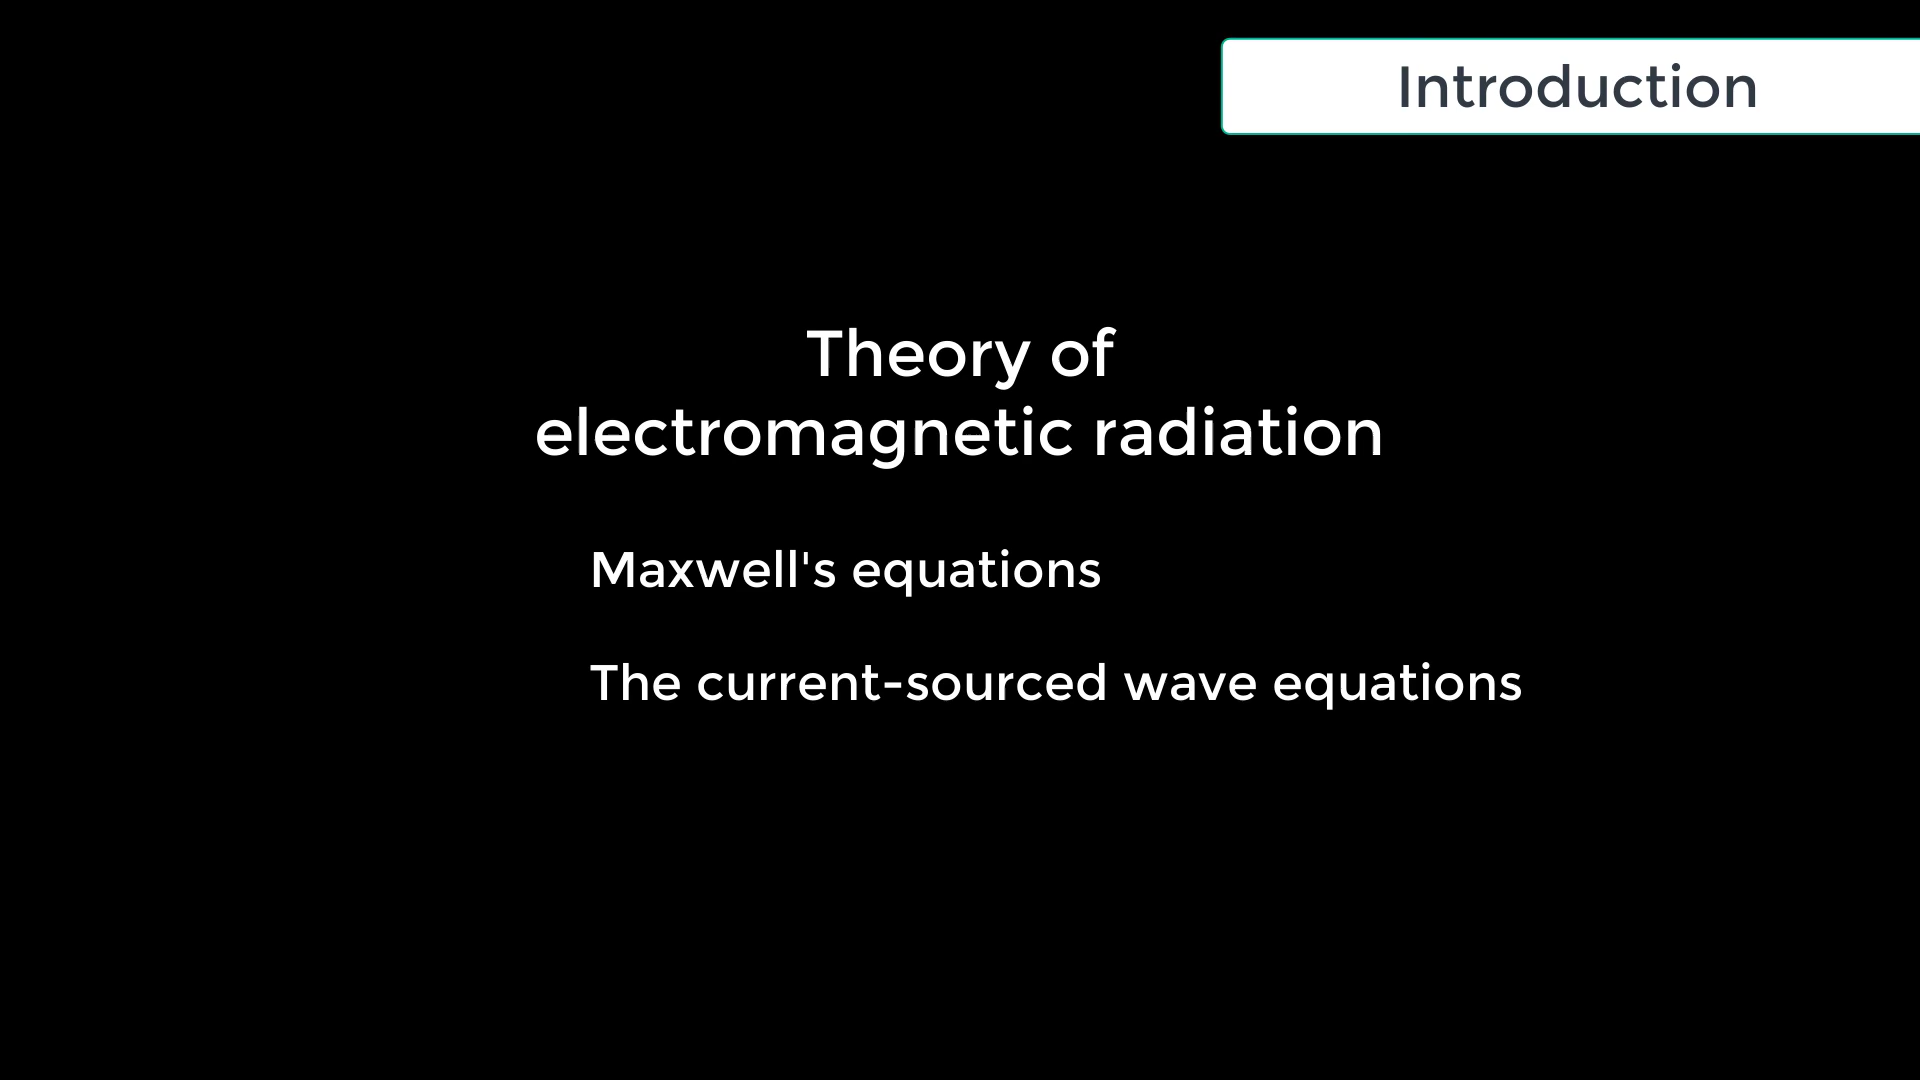 Introduction
Theory of
electromagnetic radiation
Maxwell's equations
The current-sourced wave equations